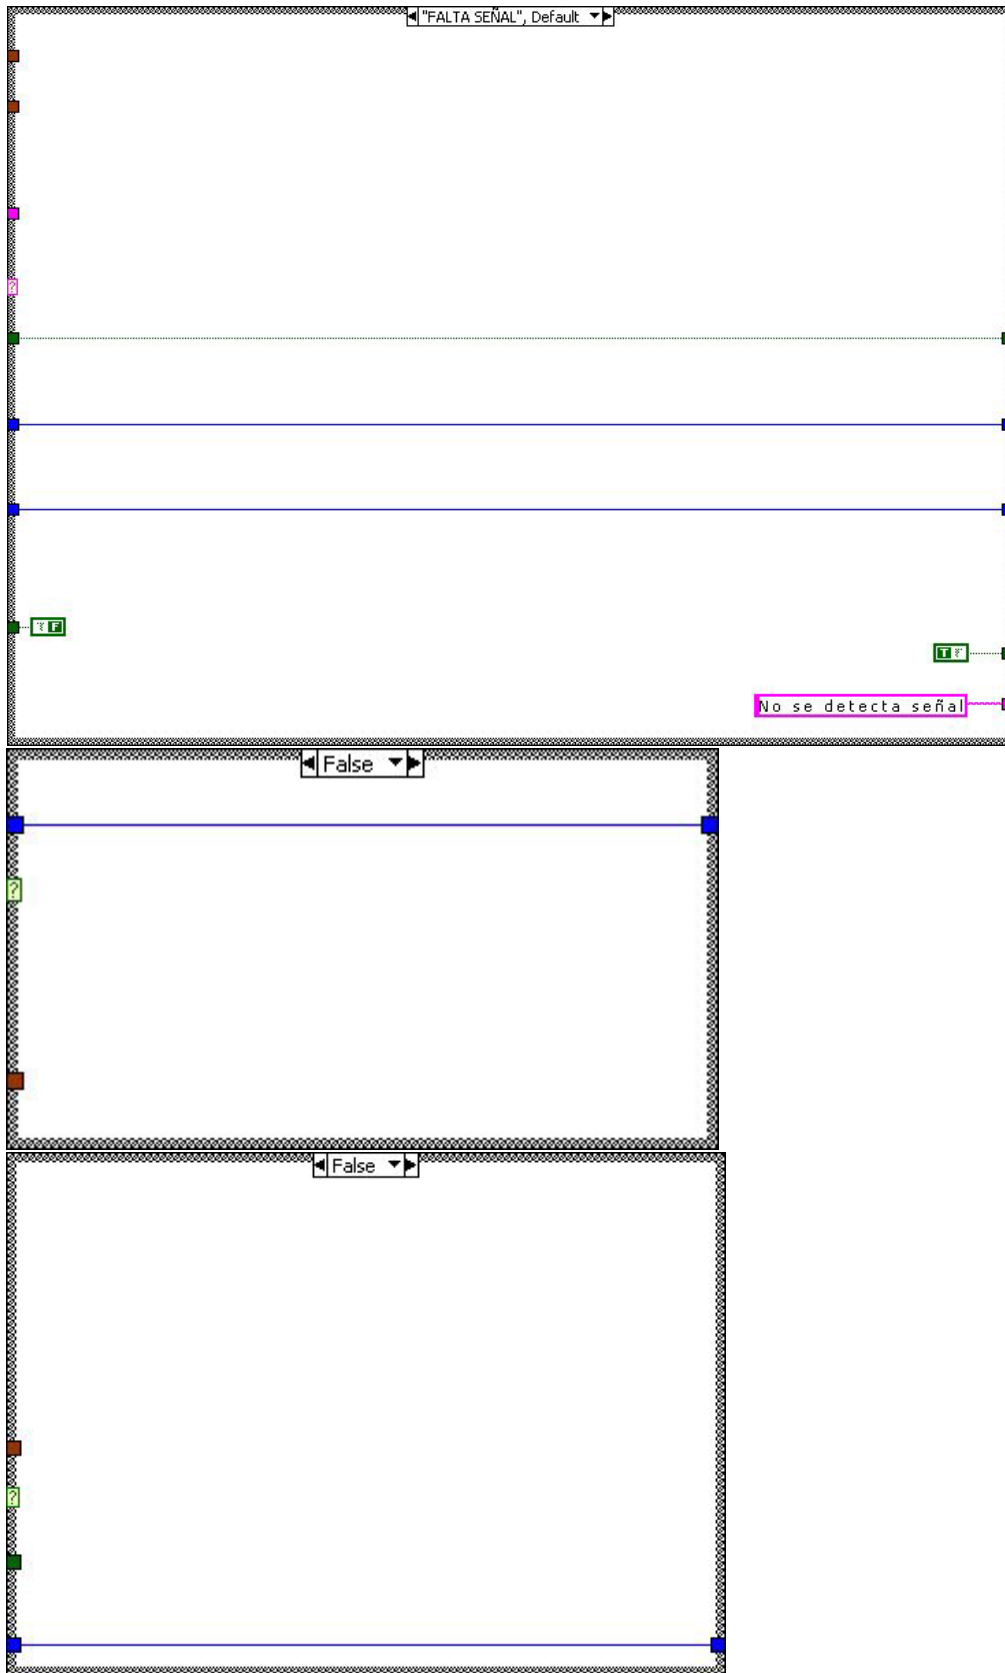 "FALTA SEÑAL", Default
?
F
T
No se detecta señal
False
?
False
?